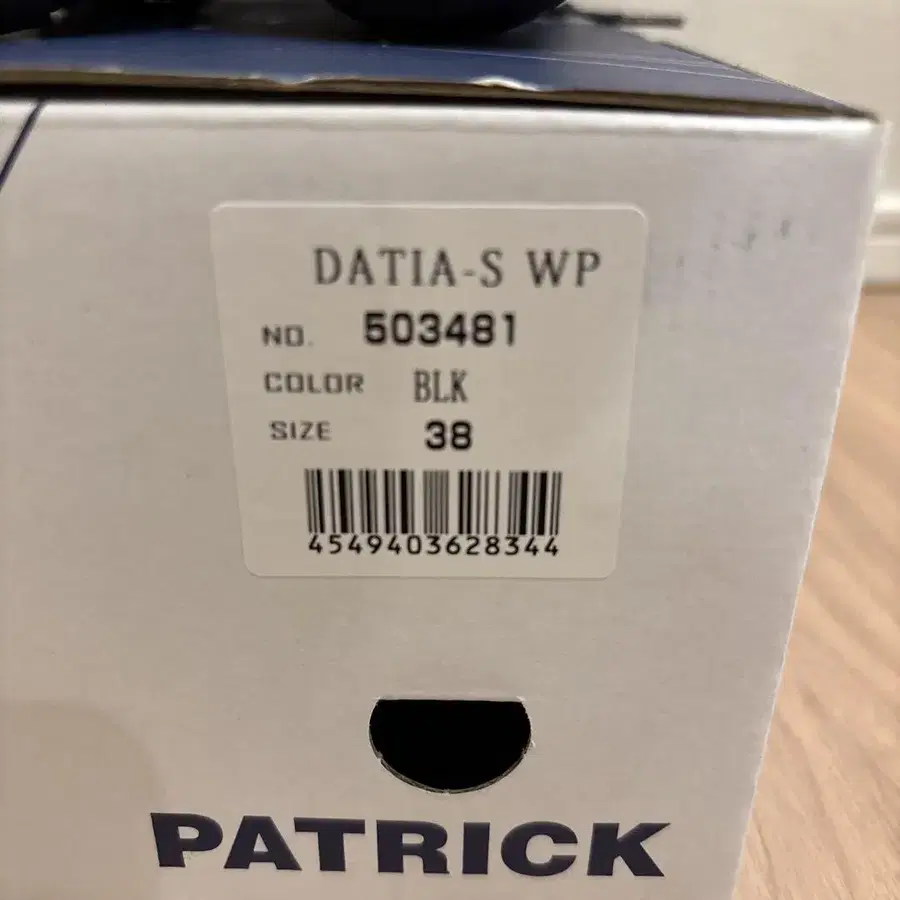 DATIA-S WP
NO. 503481
COLOR BLK
SIZE 38
4549403628344
PATRICK